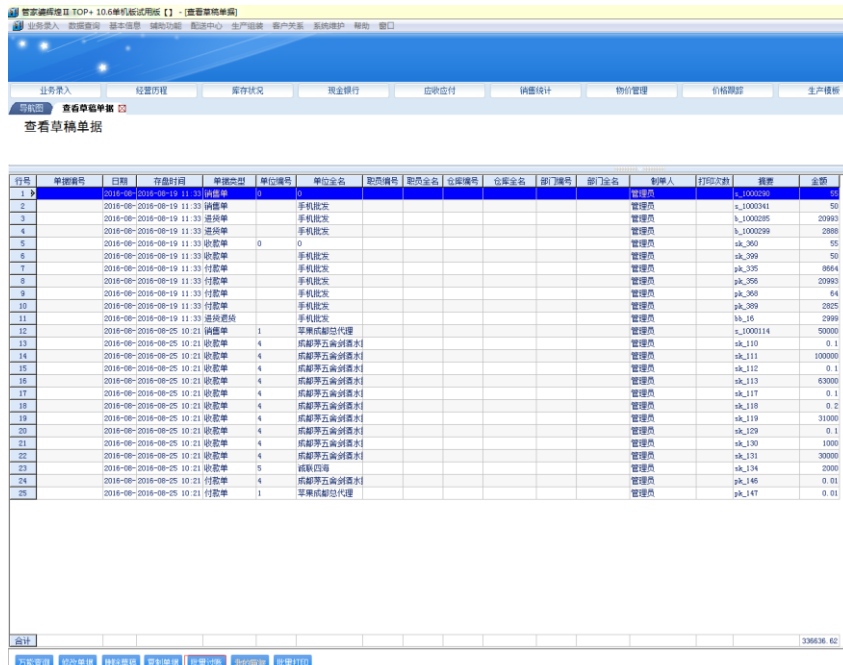 管家婆辉煌II TOP+ 10.6单机版试用版【】 - [查看草稿单据]
业务录入 数据查询 基本信息 辅助功能 配送中心 生产运装 客户关系 系统维护 帮助 窗口
业务录入 经营历程 库存状况 现金银行 应收应付 销售统计 物价管理 价格跟踪 生产模板
导航图 查看草稿单据
查看草稿单据
行号 单据编号 日期 存盘时间 单据类型 单位编号 单位全名 职员编号 职员全名 仓库编号 仓库全名 部门编号 部门全名 制单人 打印次数 摘要 金额
1 2016-08- 2016-08-19 11:33 销售单 0 0 管理员 s_1000290 55
2 2016-08- 2016-08-19 11:33 销售单 手机批发 管理员 s_1000341 50
3 2016-08- 2016-08-19 11:33 进货单 手机批发 管理员 b_1000285 20993
4 2016-08- 2016-08-19 11:33 进货单 手机批发 管理员 b_1000299 2888
5 2016-08- 2016-08-19 11:33 收款单 0 0 管理员 sk_360 55
6 2016-08- 2016-08-19 11:33 收款单 手机批发 管理员 sk_399 50
7 2016-08- 2016-08-19 11:33 付款单 手机批发 管理员 pk_335 8664
8 2016-08- 2016-08-19 11:33 付款单 手机批发 管理员 pk_356 20993
9 2016-08- 2016-08-19 11:33 付款单 手机批发 管理员 pk_368 64
10 2016-08- 2016-08-19 11:33 付款单 手机批发 管理员 pk_389 2825
11 2016-08- 2016-08-19 11:33 进货退货 手机批发 管理员 bb_16 2999
12 2016-08- 2016-08-25 10:21 销售单 1 苹果成都总代理 管理员 s_1000114 50000
13 2016-08- 2016-08-25 10:21 收款单 4 成都茅五会剑酒水 管理员 sk_110 0.1
14 2016-08- 2016-08-25 10:21 收款单 4 成都茅五会剑酒水 管理员 sk_111 100000
15 2016-08- 2016-08-25 10:21 收款单 4 成都茅五会剑酒水 管理员 sk_112 0.1
16 2016-08- 2016-08-25 10:21 收款单 4 成都茅五会剑酒水 管理员 sk_113 63000
17 2016-08- 2016-08-25 10:21 收款单 4 成都茅五会剑酒水 管理员 sk_117 0.1
18 2016-08- 2016-08-25 10:21 收款单 4 成都茅五会剑酒水 管理员 sk_118 0.2
19 2016-08- 2016-08-25 10:21 收款单 4 成都茅五会剑酒水 管理员 sk_119 31000
20 2016-08- 2016-08-25 10:21 收款单 4 成都茅五会剑酒水 管理员 sk_129 0.1
21 2016-08- 2016-08-25 10:21 收款单 4 成都茅五会剑酒水 管理员 sk_130 1000
22 2016-08- 2016-08-25 10:21 收款单 4 成都茅五会剑酒水 管理员 sk_131 30000
23 2016-08- 2016-08-25 10:21 收款单 5 诚联四海 管理员 sk_134 2000
24 2016-08- 2016-08-25 10:21 付款单 4 成都茅五会剑酒水 管理员 pk_146 0.01
25 2016-08- 2016-08-25 10:21 付款单 1 苹果成都总代理 管理员 pk_147 0.01
合计 336636.62
万能查询 修改单据 删除草稿 复制单据 批量过账 批量打印